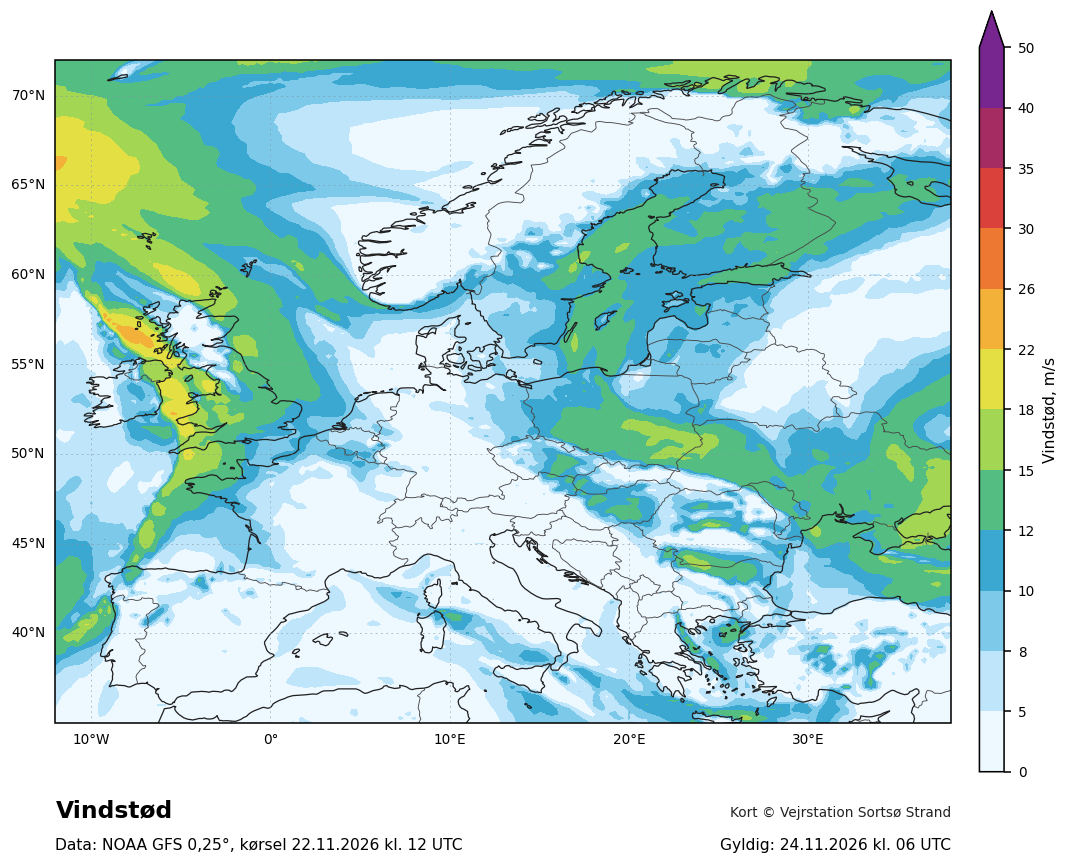 70°N
65°N
60°N
55°N
50°N
45°N
40°N
10°W 0° 10°E 20°E 30°E
50
40
35
30
26
22
18
15
12
10
8
5
0
Vindstød, m/s
Vindstød
Kort © Vejrstation Sortsø Strand
Data: NOAA GFS 0,25°, kørsel 22.11.2026 kl. 12 UTC
Gyldig: 24.11.2026 kl. 06 UTC